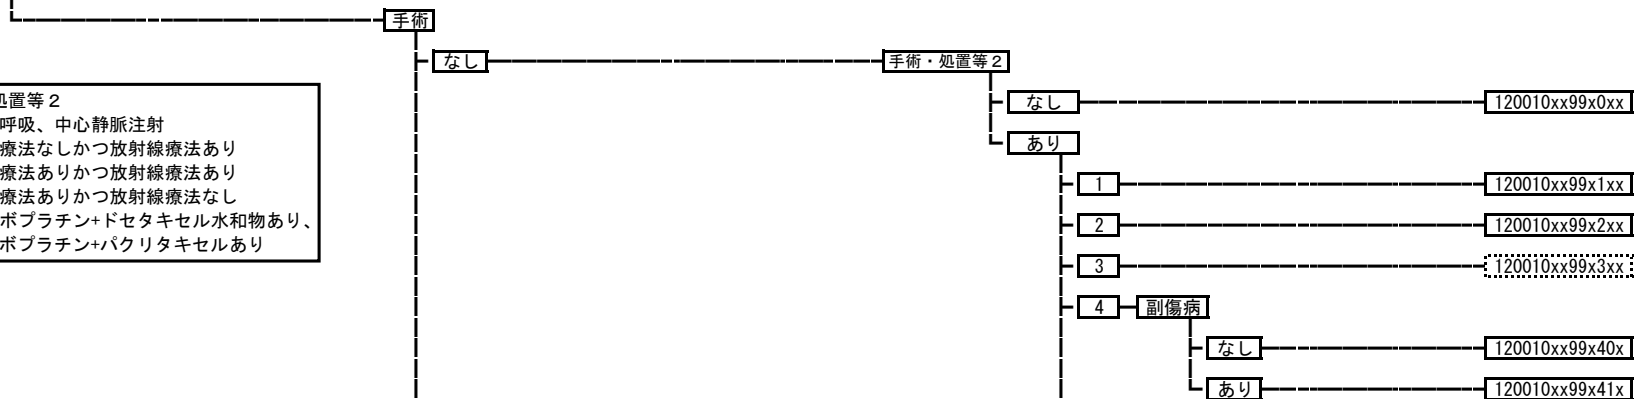 手術
なし 手術・処置等2
なし 120010xx99x0xx
あり
1 120010xx99x1xx
2 120010xx99x2xx
3 120010xx99x3xx
4 副傷病
なし 120010xx99x40x
あり 120010xx99x41x
処置等2
呼吸、中心静脈注射
療法なしかつ放射線療法あり
療法ありかつ放射線療法あり
療法ありかつ放射線療法なし
ボプラチン+ドセタキセル水和物あり、
ボプラチン+パクリタキセルあり